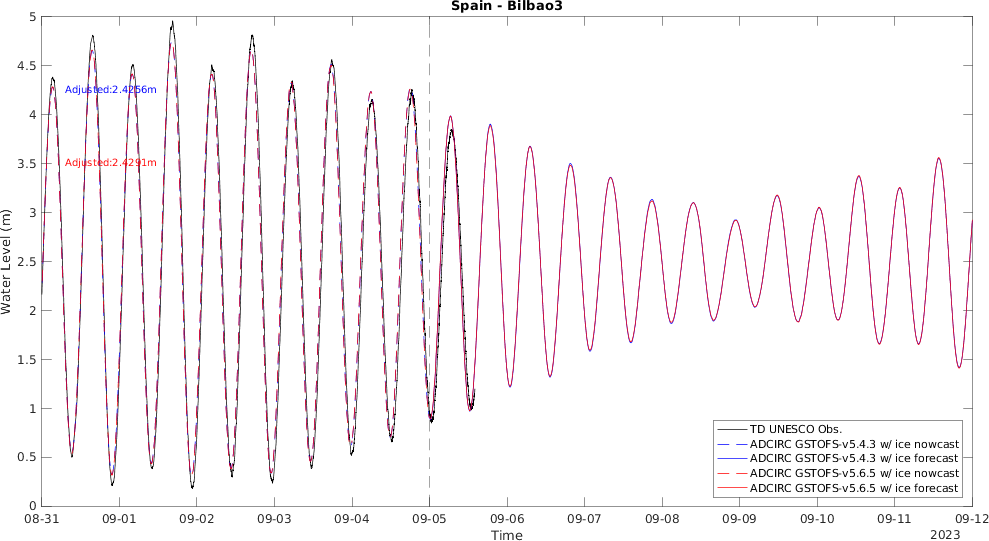 Spain - Bilbao3
5
4.5
Adjusted:2.4256m
4
3.5
Adjusted:2.4291m
3
2.5
2
1.5
1
0.5
0
Water Level (m)
TD UNESCO Obs.
ADCIRC GSTOFS-v5.4.3 w/ ice nowcast
ADCIRC GSTOFS-v5.4.3 w/ ice forecast
ADCIRC GSTOFS-v5.6.5 w/ ice nowcast
ADCIRC GSTOFS-v5.6.5 w/ ice forecast
08-31 09-01 09-02 09-03 09-04 09-05 09-06 09-07 09-08 09-09 09-10 09-11 09-12
Time
2023